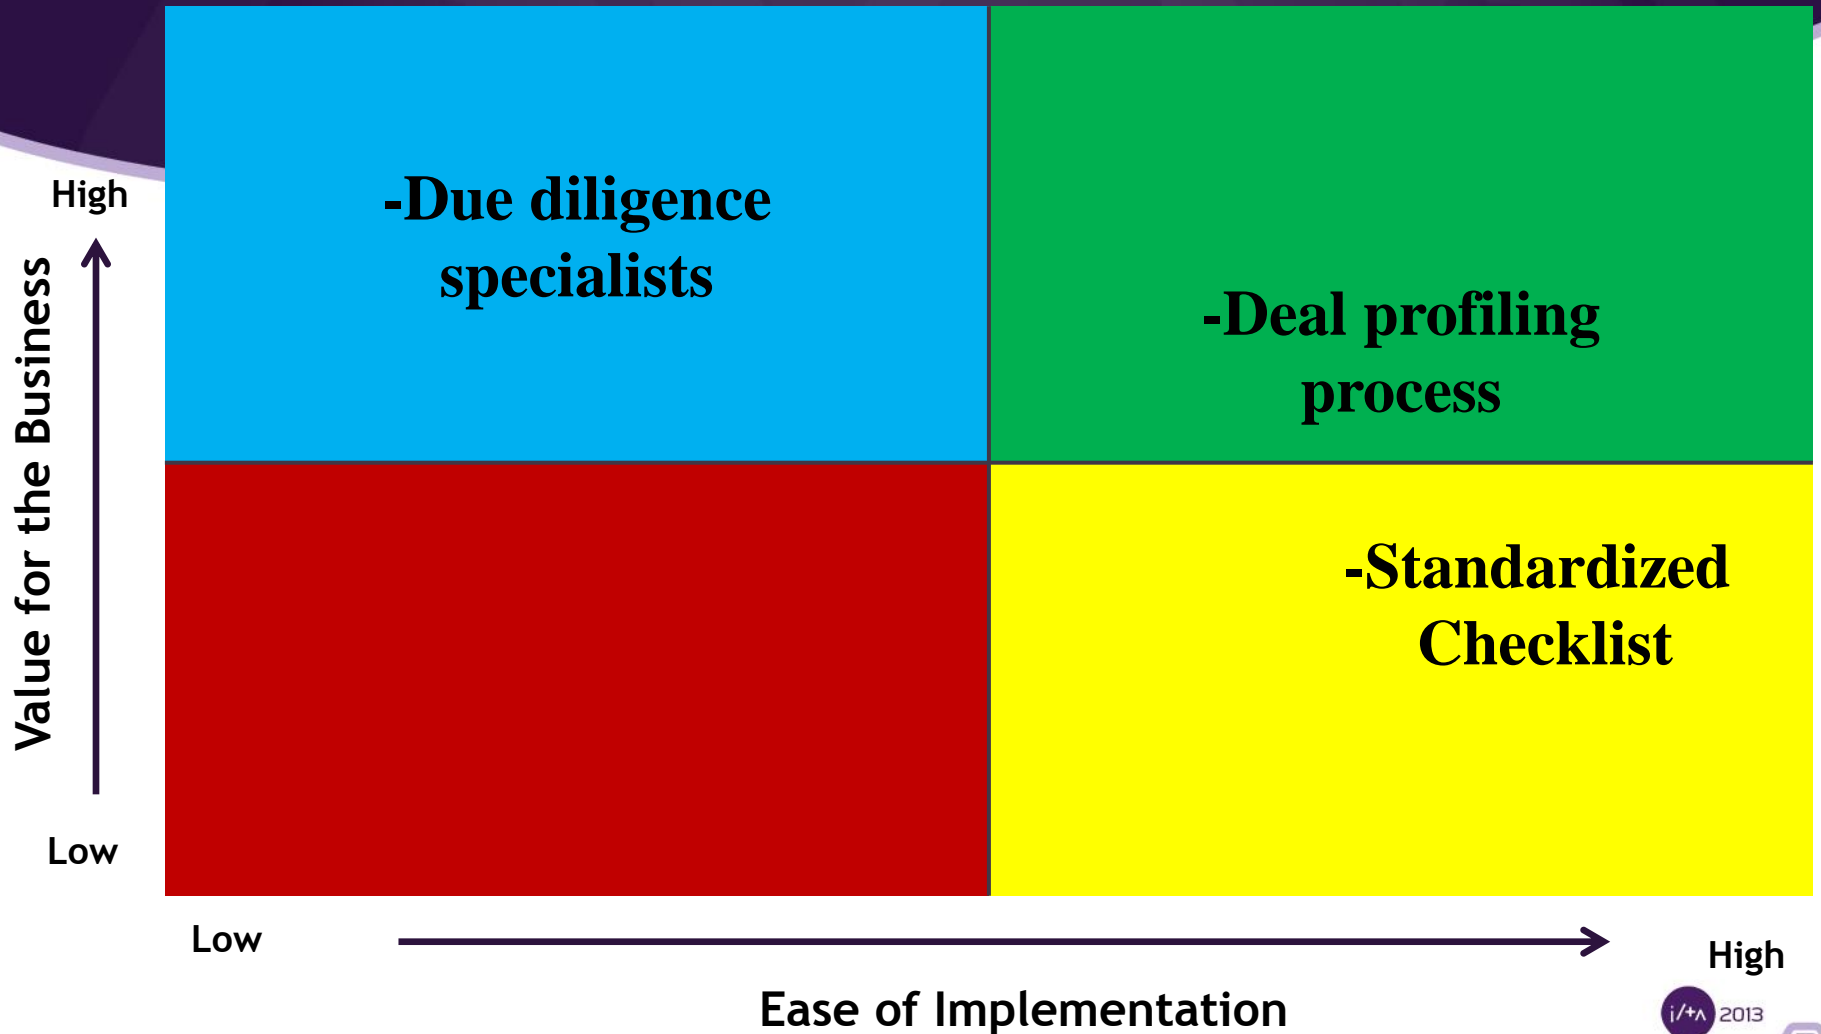 High
-Due diligence
specialists
-Deal profiling
process
Value for the Business
-Standardized
Checklist
Low
Low
High
Ease of Implementation
2013